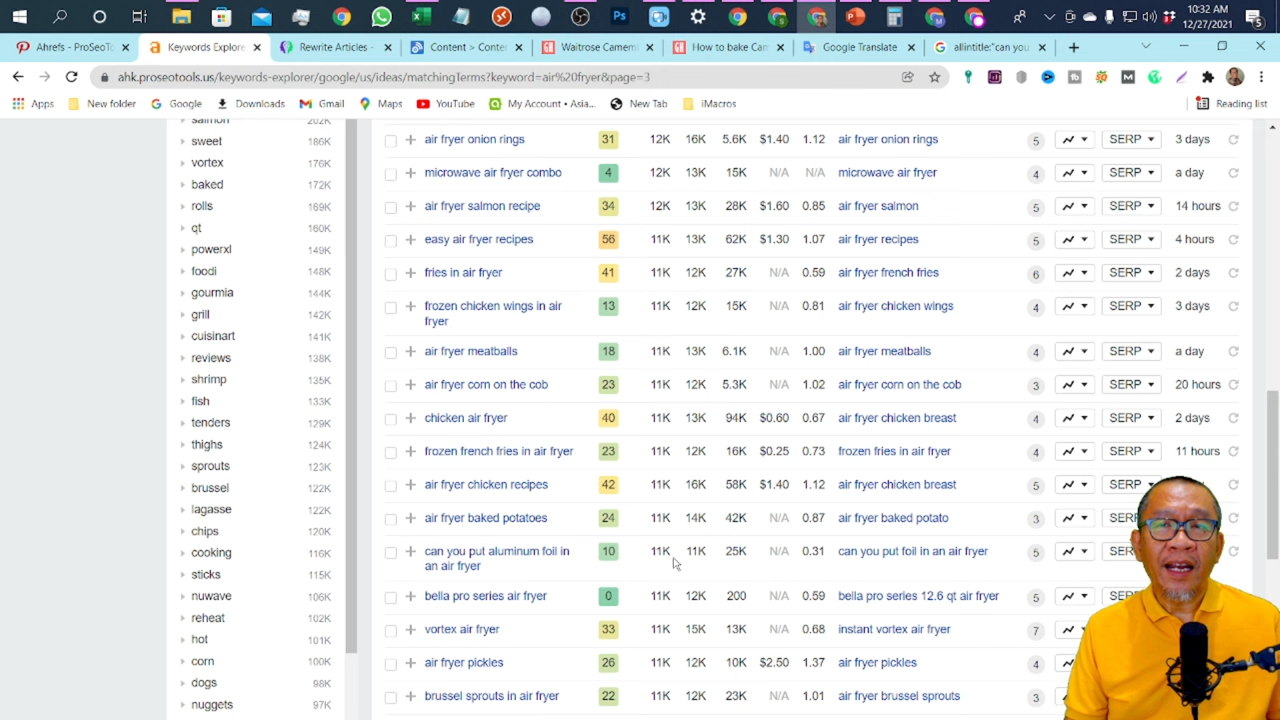 10:32 AM
12/27/2021
5
Ahrefs - ProSeoTo
Keywords Explore
Rewrite Articles -
Content > Conte
Waitrose Camem
How to bake Cam
Google Translate
allintitle:"can you
ahk.proseotools.us/keywords-explorer/google/us/ideas/matchingTerms?keyword=air%20fryer&page=3
Apps
New folder
Google
Downloads
Gmail
Maps
YouTube
My Account • Asia...
New Tab
iMacros
Reading list
salmon 202K
sweet 186K
vortex 176K
baked 172K
rolls 169K
qt 160K
powerxl 149K
foodi 148K
gourmia 144K
grill 142K
cuisinart 141K
reviews 138K
shrimp 135K
fish 133K
tenders 129K
thighs 124K
sprouts 123K
brussel 122K
lagasse 122K
chips 120K
cooking 116K
sticks 115K
nuwave 106K
reheat 102K
hot 101K
corn 100K
dogs 98K
nuggets 97K
air fryer onion rings 31 12K 16K 5.6K $1.40 1.12 air fryer onion rings 5 SERP 3 days
microwave air fryer combo 4 12K 13K 15K N/A N/A microwave air fryer 4 SERP a day
air fryer salmon recipe 34 12K 13K 28K $1.60 0.85 air fryer salmon 5 SERP 14 hours
easy air fryer recipes 56 11K 13K 62K $1.30 1.07 air fryer recipes 5 SERP 4 hours
fries in air fryer 41 11K 12K 27K N/A 0.59 air fryer french fries 6 SERP 2 days
frozen chicken wings in air 13 11K 12K 15K N/A 0.81 air fryer chicken wings 4 SERP 3 days
fryer
air fryer meatballs 18 11K 13K 6.1K N/A 1.00 air fryer meatballs 4 SERP a day
air fryer corn on the cob 23 11K 12K 5.3K N/A 1.02 air fryer corn on the cob 3 SERP 20 hours
chicken air fryer 40 11K 13K 94K $0.60 0.67 air fryer chicken breast 4 SERP 2 days
frozen french fries in air fryer 23 11K 12K 16K $0.25 0.73 frozen fries in air fryer 4 SERP 11 hours
air fryer chicken recipes 42 11K 16K 58K $1.40 1.12 air fryer chicken breast 5 SERP
air fryer baked potatoes 24 11K 14K 42K N/A 0.87 air fryer baked potato 3 SERP
can you put aluminum foil in 10 11K 11K 25K N/A 0.31 can you put foil in an air fryer 5 SERP
an air fryer
bella pro series air fryer 0 11K 12K 200 N/A 0.59 bella pro series 12.6 qt air fryer 5
vortex air fryer 33 11K 15K 13K N/A 0.68 instant vortex air fryer 7
air fryer pickles 26 11K 12K 10K $2.50 1.37 air fryer pickles 4
brussel sprouts in air fryer 22 11K 12K 23K N/A 1.01 air fryer brussel sprouts 3